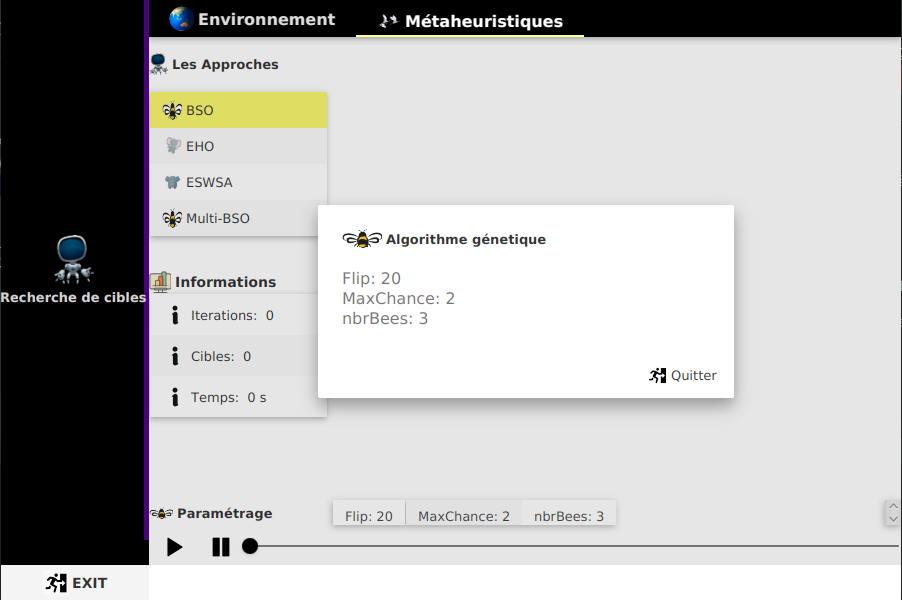 Environnement
Métaheuristiques
Les Approches
BSO
EHO
ESWSA
Multi-BSO
Algorithme génetique
Flip: 20
MaxChance: 2
nbrBees: 3
Quitter
Recherche de cibles
Informations
Iterations: 0
Cibles: 0
Temps: 0 s
Paramétrage
Flip: 20
MaxChance: 2
nbrBees: 3
EXIT